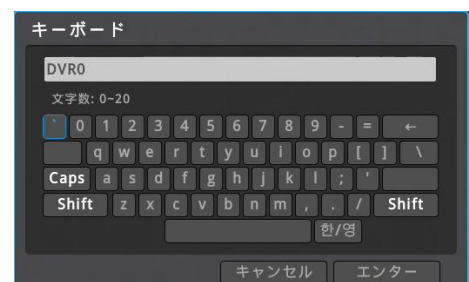 キーボード
DVR0
文字数: 0~20
` 0 1 2 3 4 5 6 7 8 9 - = ←
q w e r t y u i o p [ ] \
Caps a s d f g h j k l ; '
Shift z x c v b n m , . / Shift
한/영
キャンセル エンター